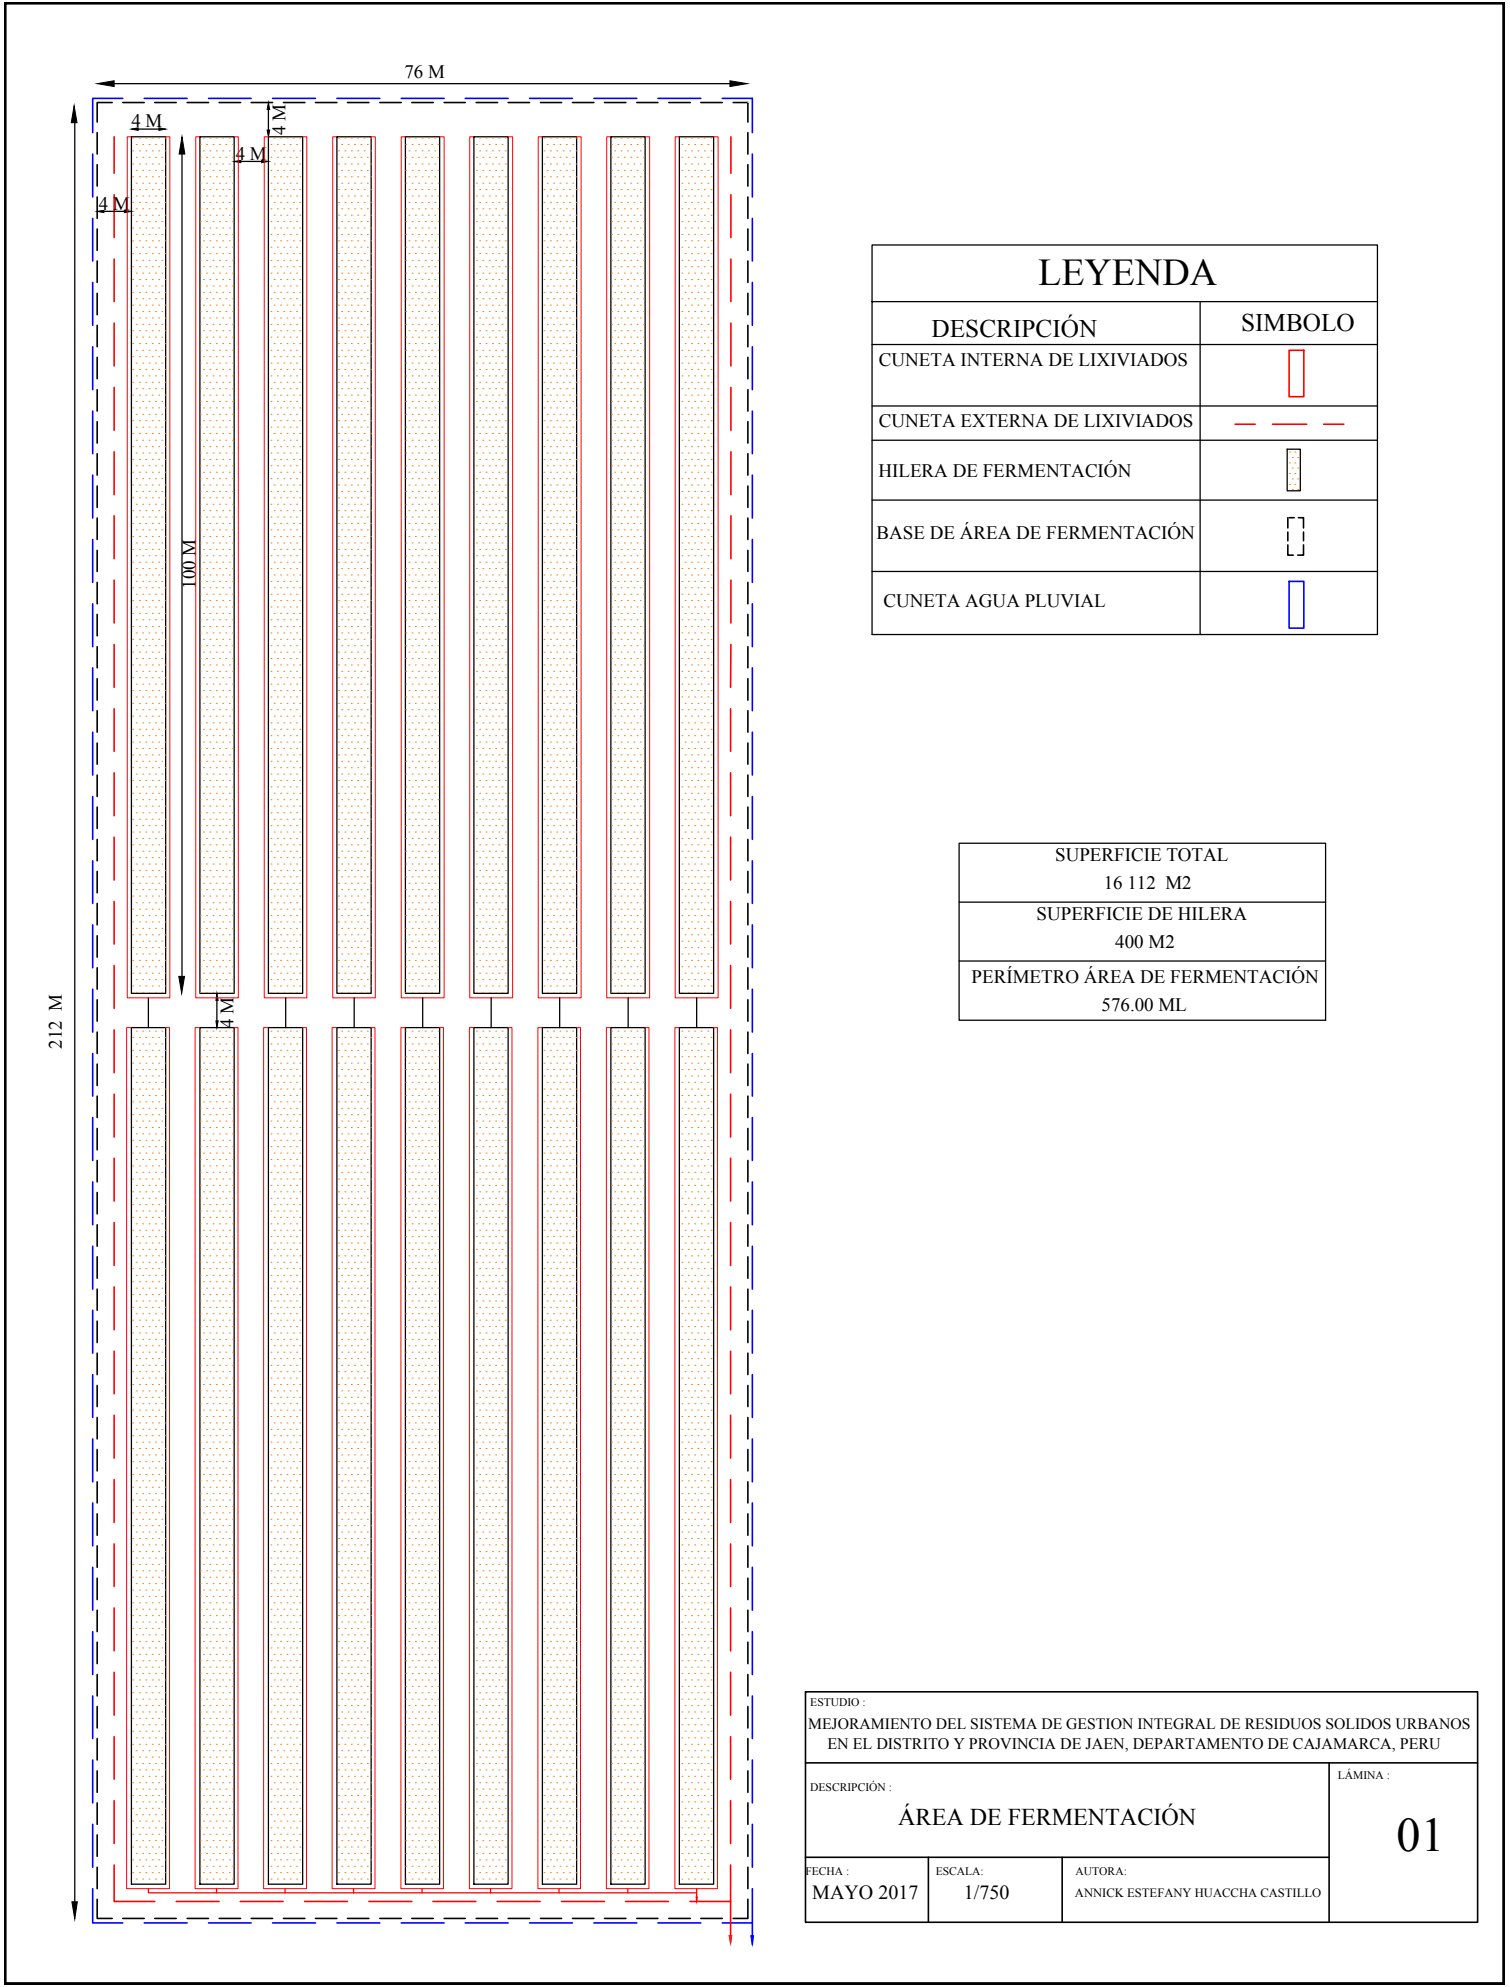 76 M
4 M
4 M
4 M
4 M
100 M
4 M
212 M
LEYENDA
DESCRIPCIÓN
SIMBOLO
CUNETA INTERNA DE LIXIVIADOS
CUNETA EXTERNA DE LIXIVIADOS
HILERA DE FERMENTACIÓN
BASE DE ÁREA DE FERMENTACIÓN
CUNETA AGUA PLUVIAL
SUPERFICIE TOTAL
16 112 M2
SUPERFICIE DE HILERA
400 M2
PERÍMETRO ÁREA DE FERMENTACIÓN
576.00 ML
ESTUDIO :
MEJORAMIENTO DEL SISTEMA DE GESTION INTEGRAL DE RESIDUOS SOLIDOS URBANOS
EN EL DISTRITO Y PROVINCIA DE JAEN, DEPARTAMENTO DE CAJAMARCA, PERU
DESCRIPCIÓN :
ÁREA DE FERMENTACIÓN
LÁMINA :
01
FECHA :
MAYO 2017
ESCALA:
1/750
AUTORA:
ANNICK ESTEFANY HUACCHA CASTILLO